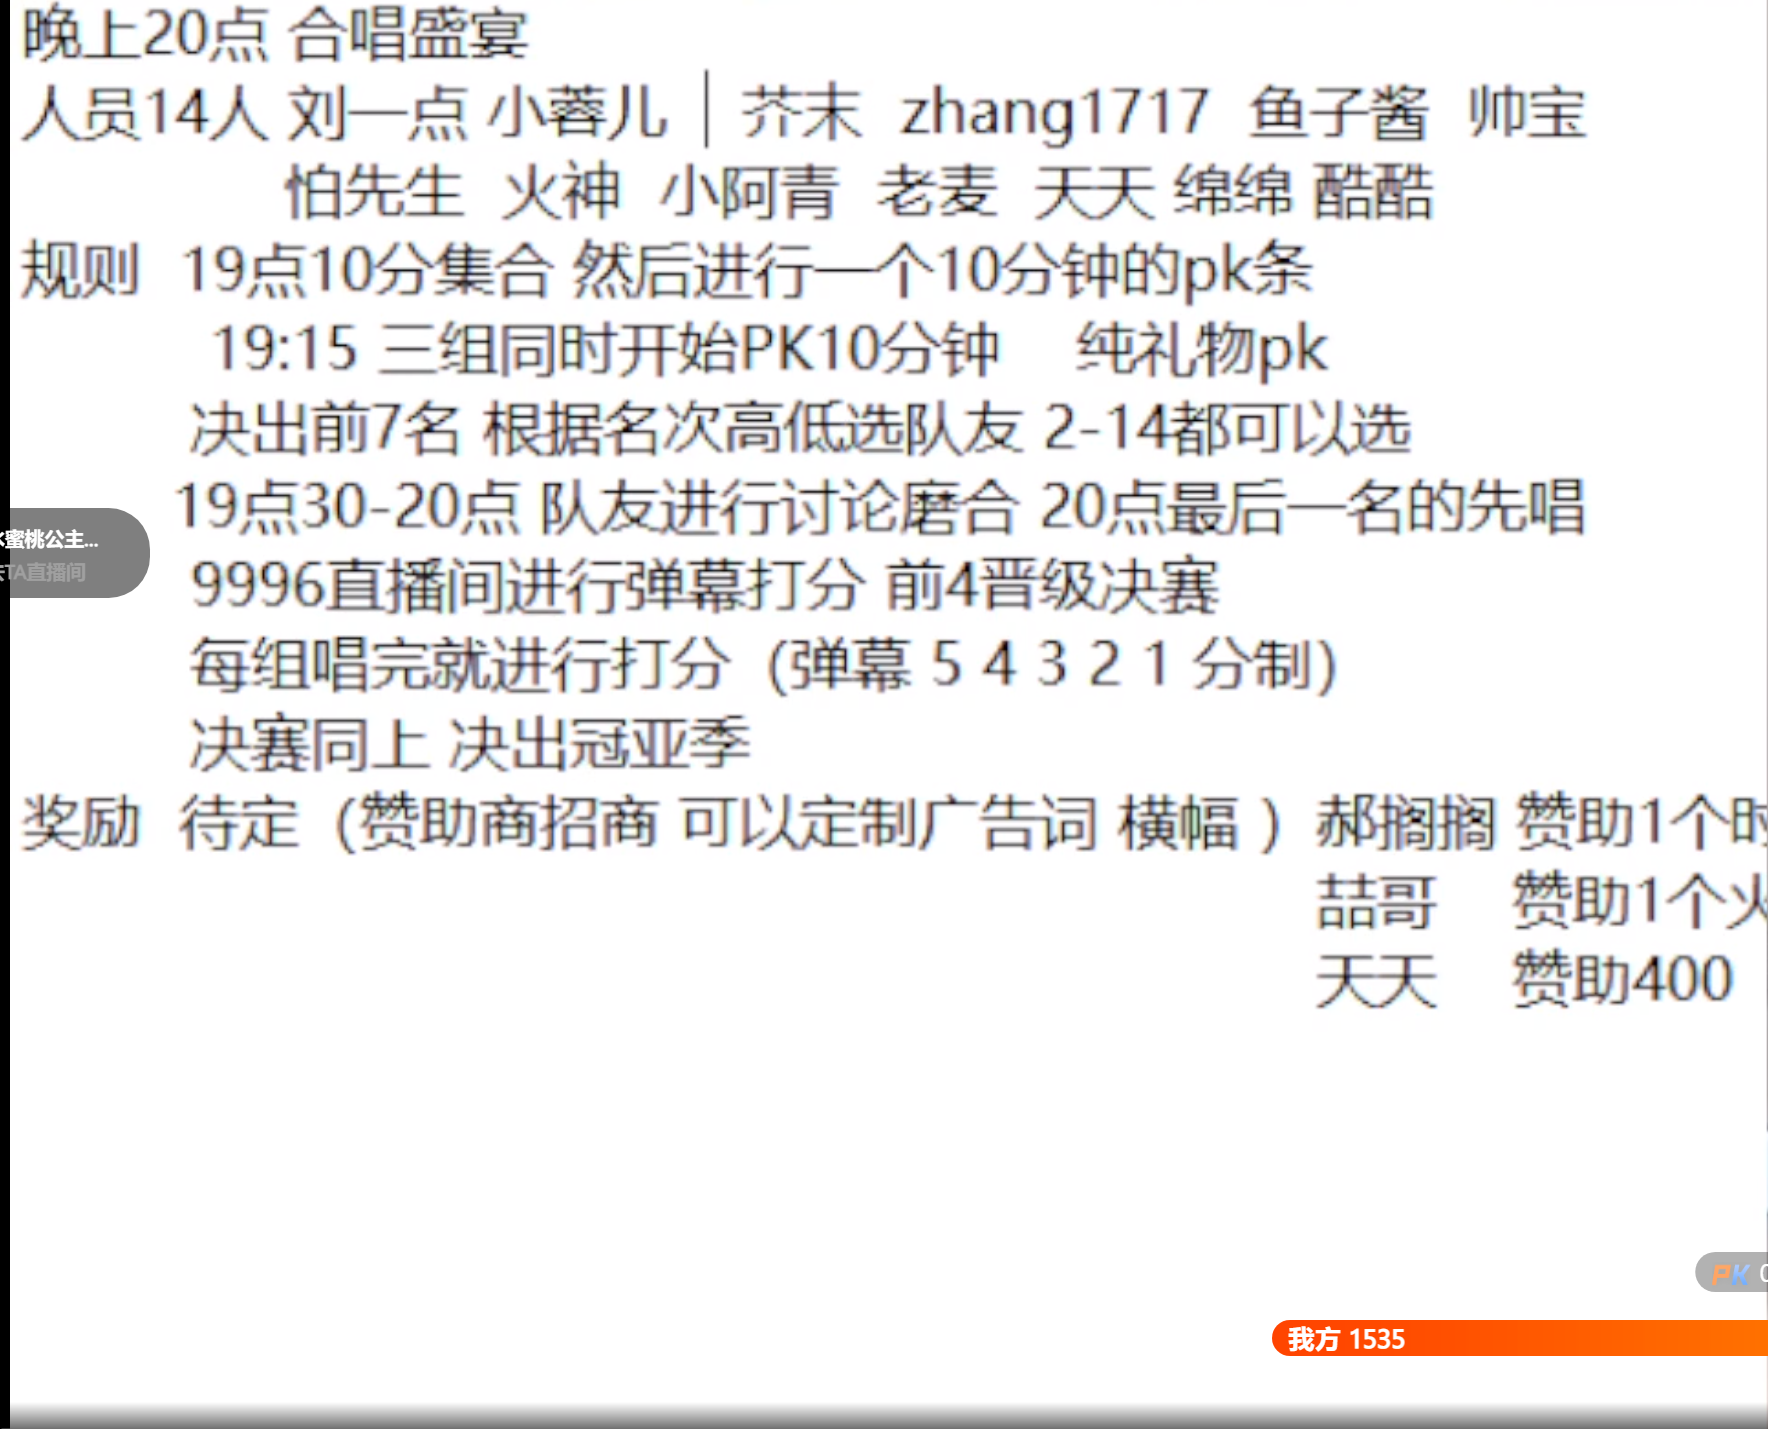 晚上20点 合唱盛宴
人员14人 刘一点 小蓉儿 芥末 zhang1717 鱼子酱 帅宝
怕先生 火神 小阿青 老麦 天天 绵绵 酷酷
规则 19点10分集合 然后进行一个10分钟的pk条
19:15 三组同时开始PK10分钟 纯礼物pk
决出前7名 根据名次高低选队友 2-14都可以选
19点30-20点 队友进行讨论磨合 20点最后一名的先唱
9996直播间进行弹幕打分 前4晋级决赛
每组唱完就进行打分（弹幕 5 4 3 2 1 分制）
决赛同上 决出冠亚季
奖励 待定（赞助商招商 可以定制广告词 横幅 ）郝搁搁 赞助1个时
喆哥 赞助1个火
天天 赞助400
蜜桃公主...
TA直播间
PK
我方 1535